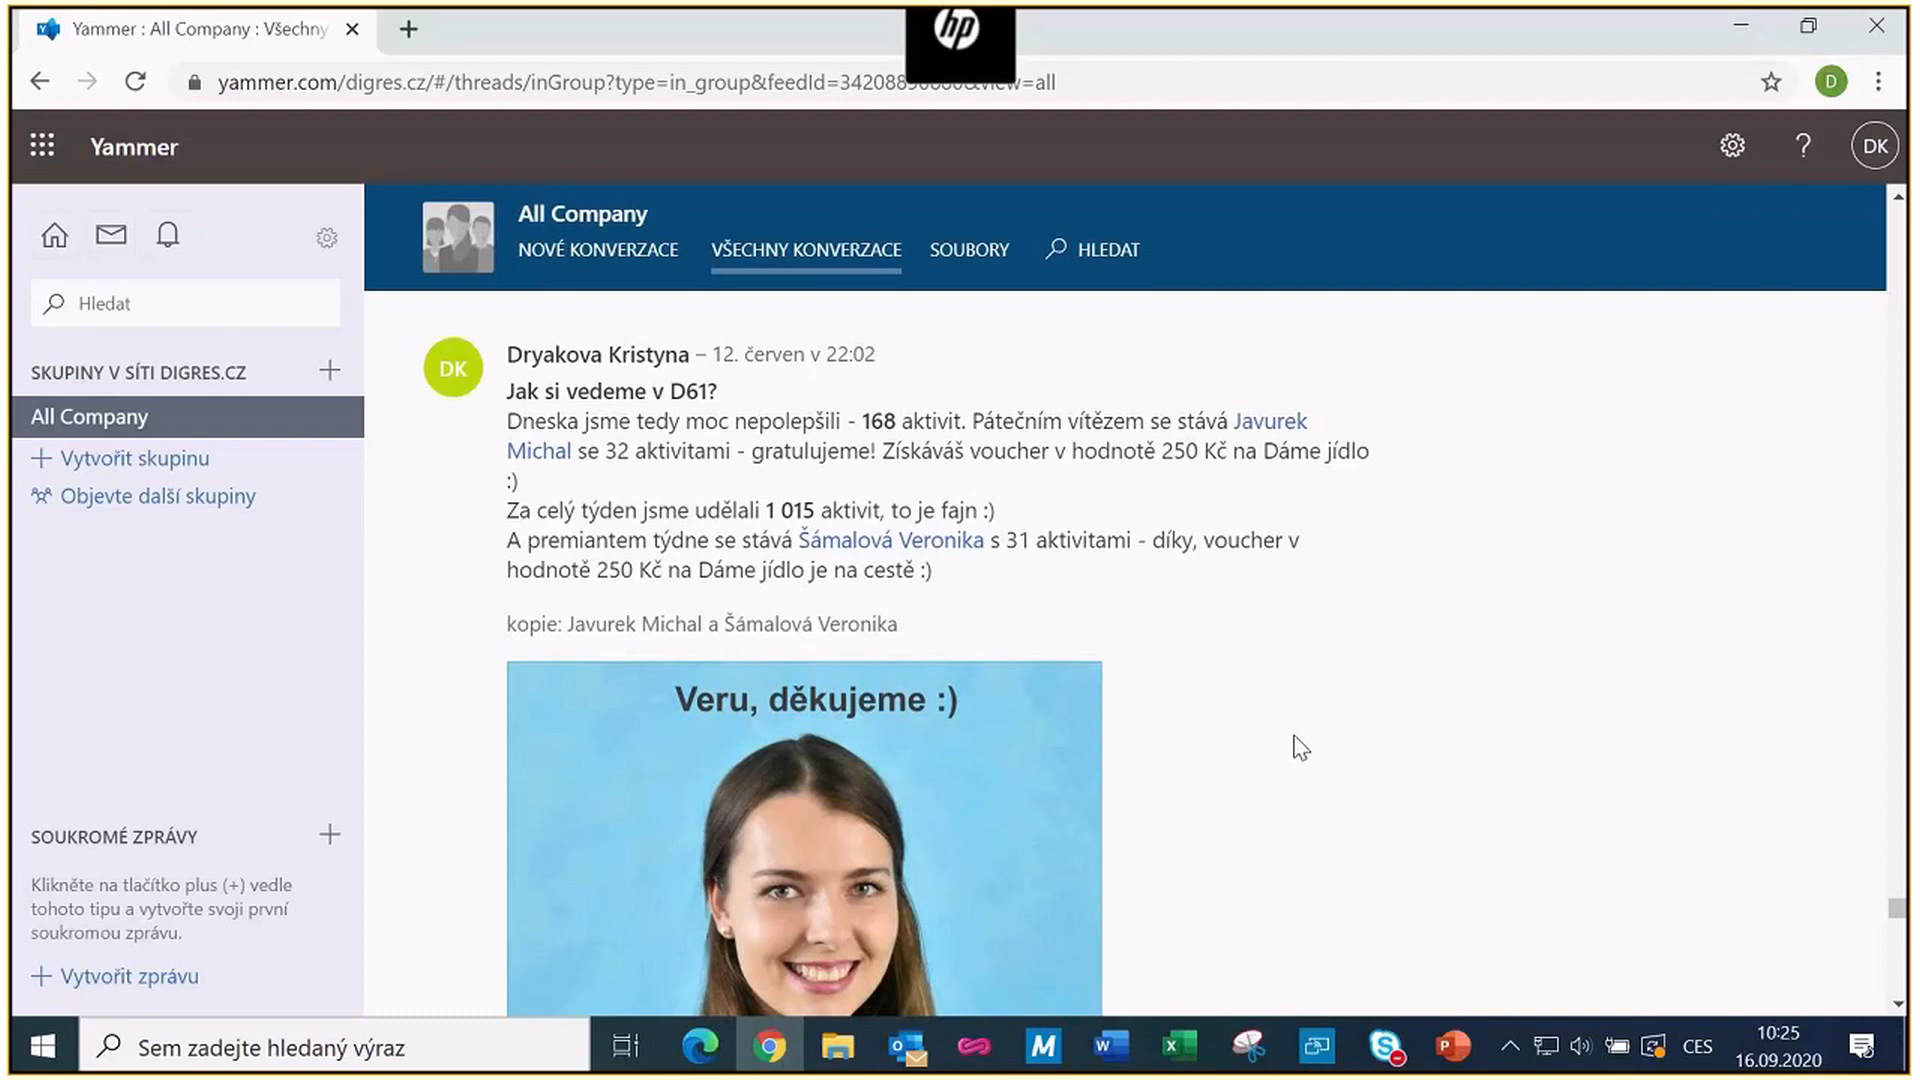 Yammer : All Company : Všechny
hp
yammer.com/digres.cz/#/threads/inGroup?type=in_group&feedId=34208
view=all
D
Yammer
?
DK
All Company
NOVÉ KONVERZACE
VŠECHNY KONVERZACE
SOUBORY
HLEDAT
Hledat
SKUPINY V SÍTI DIGRES.CZ
All Company
Vytvořit skupinu
Objevte další skupiny
DK
Dryakova Kristyna – 12. červen v 22:02
Jak si vedeme v D61?
Dneska jsme tedy moc nepolepšili - 168 aktivit. Pátečním vítězem se stává Javurek
Michal se 32 aktivitami - gratulujeme! Získáváš voucher v hodnotě 250 Kč na Dáme jídlo
:)
Za celý týden jsme udělali 1 015 aktivit, to je fajn :)
A premiantem týdne se stává Šámalová Veronika s 31 aktivitami - díky, voucher v
hodnotě 250 Kč na Dáme jídlo je na cestě :)
kopie: Javurek Michal a Šámalová Veronika
Veru, děkujeme :)
SOUKROMÉ ZPRÁVY
Klikněte na tlačítko plus (+) vedle
tohoto tipu a vytvořte svoji první
soukromou zprávu.
Vytvořit zprávu
Sem zadejte hledaný výraz
CES
10:25
16.09.2020